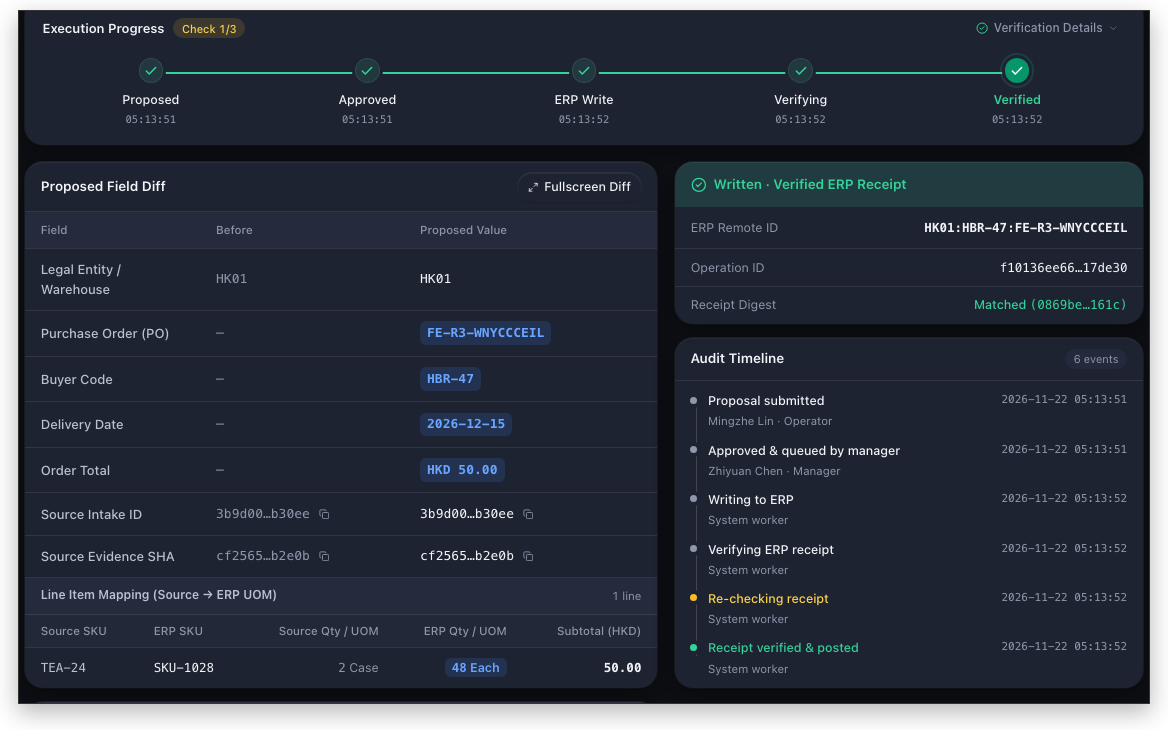 Execution Progress Check 1/3 Verification Details
Proposed Approved ERP Write Verifying Verified
05:13:51 05:13:51 05:13:52 05:13:52 05:13:52
Proposed Field Diff Fullscreen Diff
Field Before Proposed Value
Legal Entity / Warehouse HK01 HK01
Purchase Order (PO) — FE-R3-WNYCCCEIL
Buyer Code — HBR-47
Delivery Date — 2026-12-15
Order Total — HKD 50.00
Source Intake ID 3b9d00…b30ee 3b9d00…b30ee
Source Evidence SHA cf2565…b2e0b cf2565…b2e0b
Line Item Mapping (Source → ERP UOM) 1 line
Source SKU ERP SKU Source Qty / UOM ERP Qty / UOM Subtotal (HKD)
TEA-24 SKU-1028 2 Case 48 Each 50.00
Written · Verified ERP Receipt
ERP Remote ID HK01:HBR-47:FE-R3-WNYCCCEIL
Operation ID f10136ee66…17de30
Receipt Digest Matched (0869be…161c)
Audit Timeline 6 events
Proposal submitted 2026-11-22 05:13:51
Mingzhe Lin · Operator
Approved & queued by manager 2026-11-22 05:13:51
Zhiyuan Chen · Manager
Writing to ERP 2026-11-22 05:13:52
System worker
Verifying ERP receipt 2026-11-22 05:13:52
System worker
Re-checking receipt 2026-11-22 05:13:52
System worker
Receipt verified & posted 2026-11-22 05:13:52
System worker